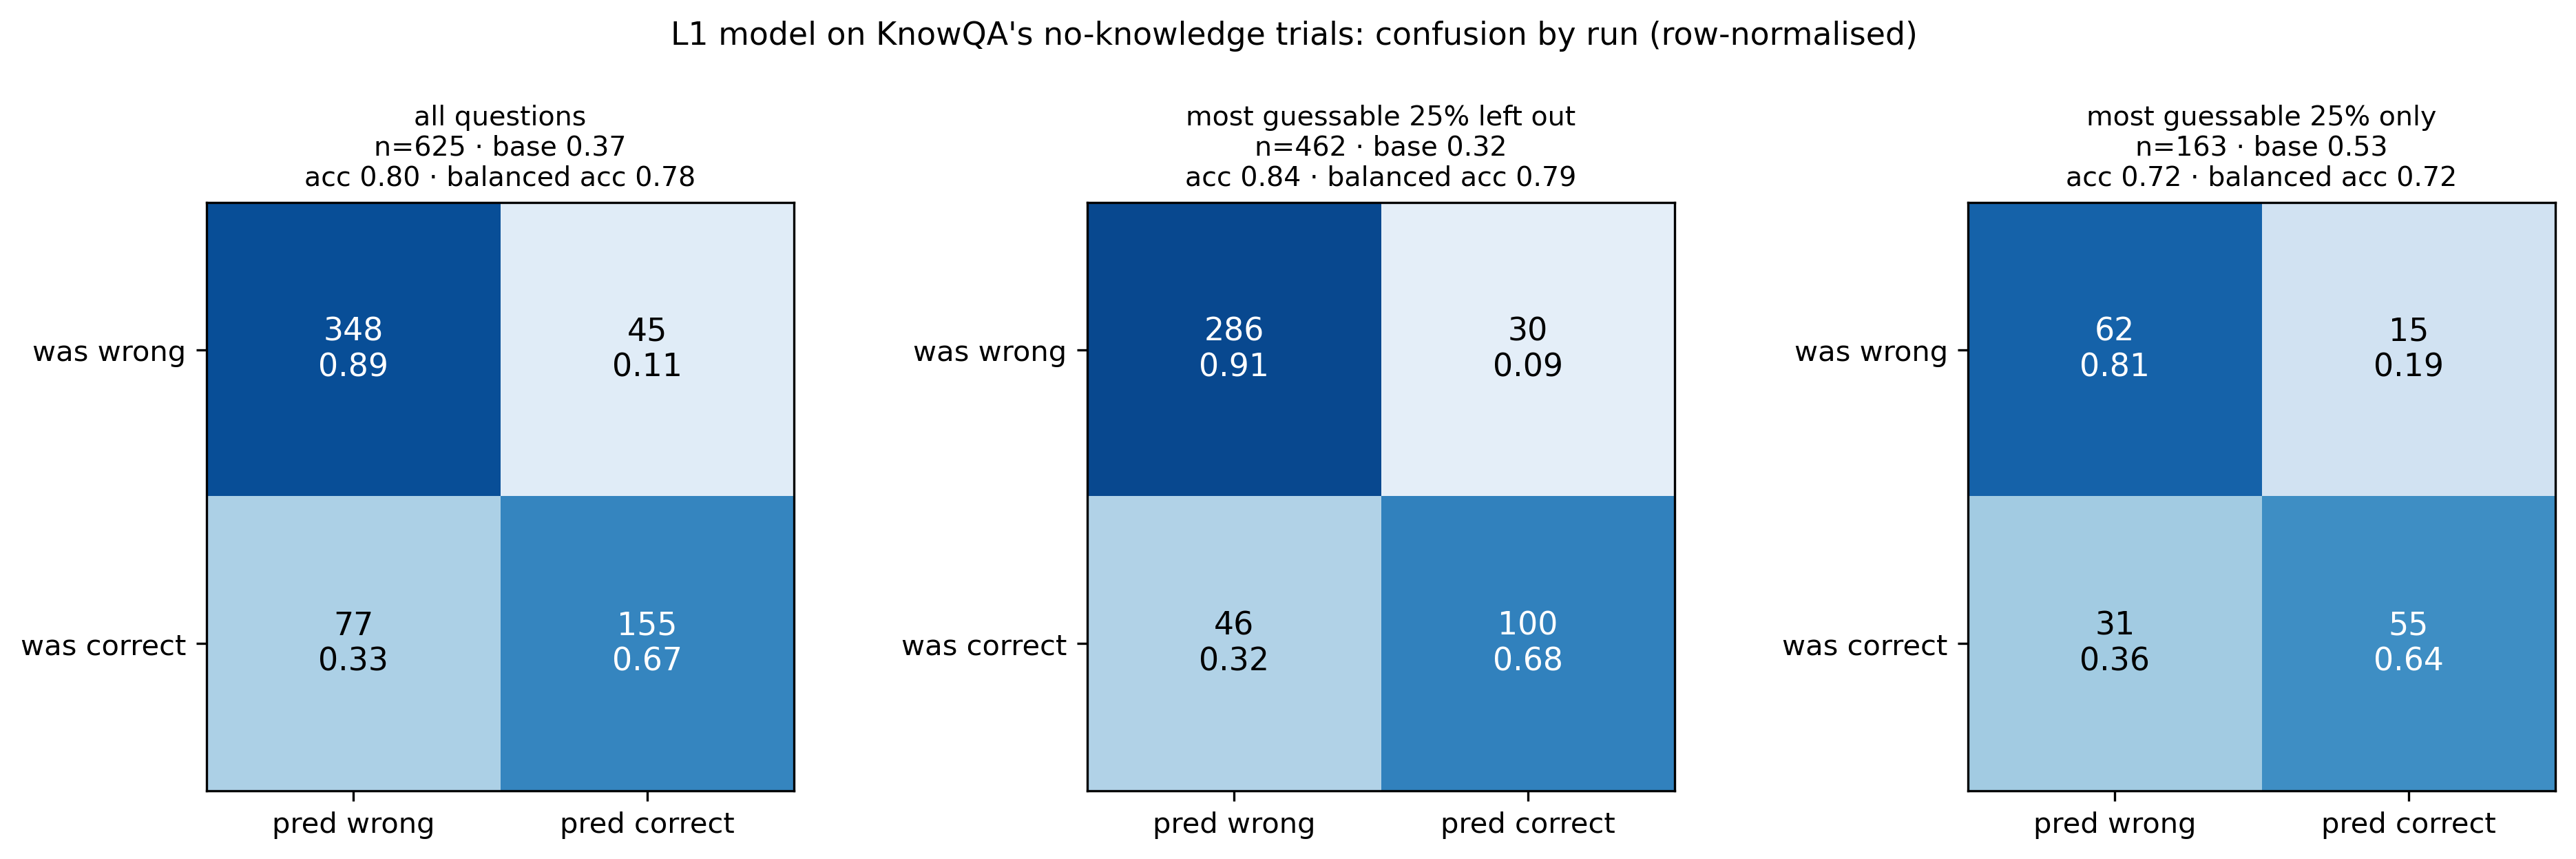 L1 model on KnowQA's no-knowledge trials: confusion by run (row-normalised)
all questions
n=625 · base 0.37
acc 0.80 · balanced acc 0.78
was wrong
348
0.89
45
0.11
was correct
77
0.33
155
0.67
pred wrong
pred correct
most guessable 25% left out
n=462 · base 0.32
acc 0.84 · balanced acc 0.79
was wrong
286
0.91
30
0.09
was correct
46
0.32
100
0.68
pred wrong
pred correct
most guessable 25% only
n=163 · base 0.53
acc 0.72 · balanced acc 0.72
was wrong
62
0.81
15
0.19
was correct
31
0.36
55
0.64
pred wrong
pred correct